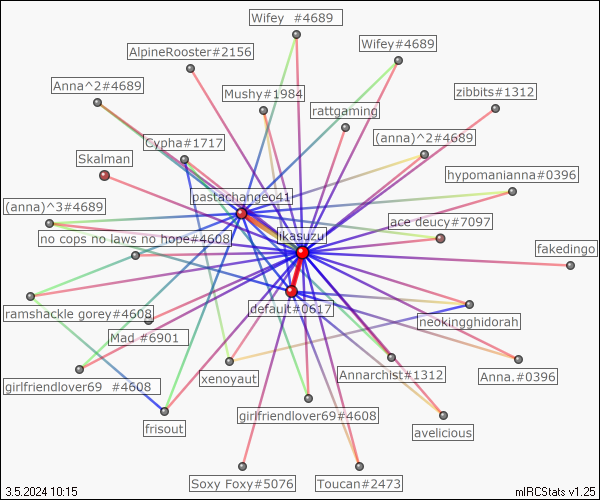 Wifey  #4689
Wifey#4689
AlpineRooster#2156
Anna^2#4689
Mushy#1984
zibbits#1312
rattgaming
Cypha#1717
(anna)^2#4689
Skalman
hypomanianna#0396
pastachangeo41
(anna)^3#4689
ace deucy#7097
ikasuzu
no cops no laws no hope#4608
fakedingo
default#0617
ramshackle gorey#4608
neokingghidorah
Mad_#6901
Annarchist#1312
Anna.#0396
xenoyaut
girlfriendlover69  #4608
girlfriendlover69#4608
frisout
avelicious
Soxy Foxy#5076
Toucan#2473
3.5.2024 10:15
mIRCStats v1.25